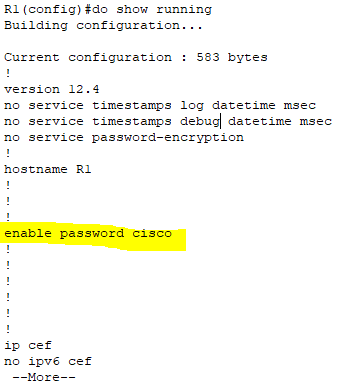 R1(config)#do show running
Building configuration...
Current configuration : 583 bytes
!
version 12.4
no service timestamps log datetime msec
no service timestamps debug datetime msec
no service password-encryption
!
hostname R1
!
!
!
enable password cisco
!
!
!
!
!
!
ip cef
no ipv6 cef
--More--